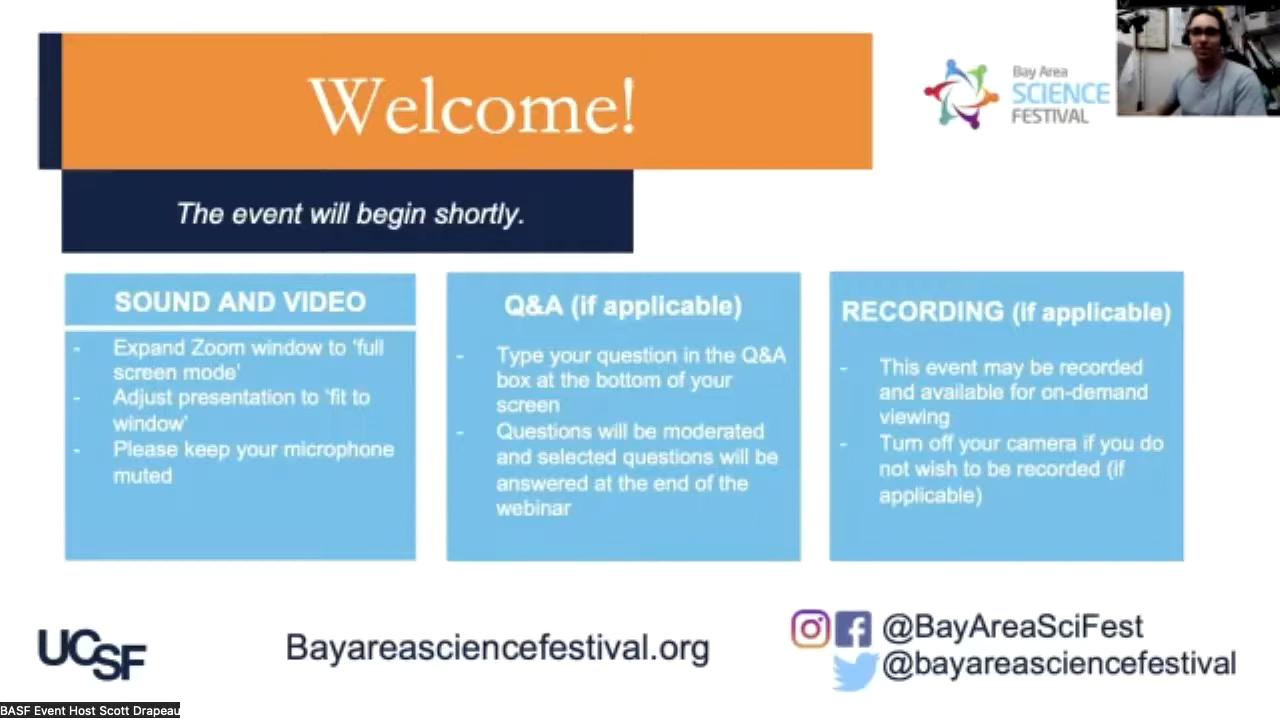 Welcome!
Bay Area
SCIENCE
FESTIVAL
The event will begin shortly.
SOUND AND VIDEO
- Expand Zoom window to 'full
screen mode'
- Adjust presentation to 'fit to
window'
- Please keep your microphone
muted
Q&A (if applicable)
- Type your question in the Q&A
box at the bottom of your
screen
- Questions will be moderated
and selected questions will be
answered at the end of the
webinar
RECORDING (if applicable)
- This event may be recorded
and available for on-demand
viewing
- Turn off your camera if you do
not wish to be recorded (if
applicable)
UCSF
Bayareasciencefestival.org
@BayAreaSciFest
@bayareasciencefestival
BASF Event Host Scott Drapeau